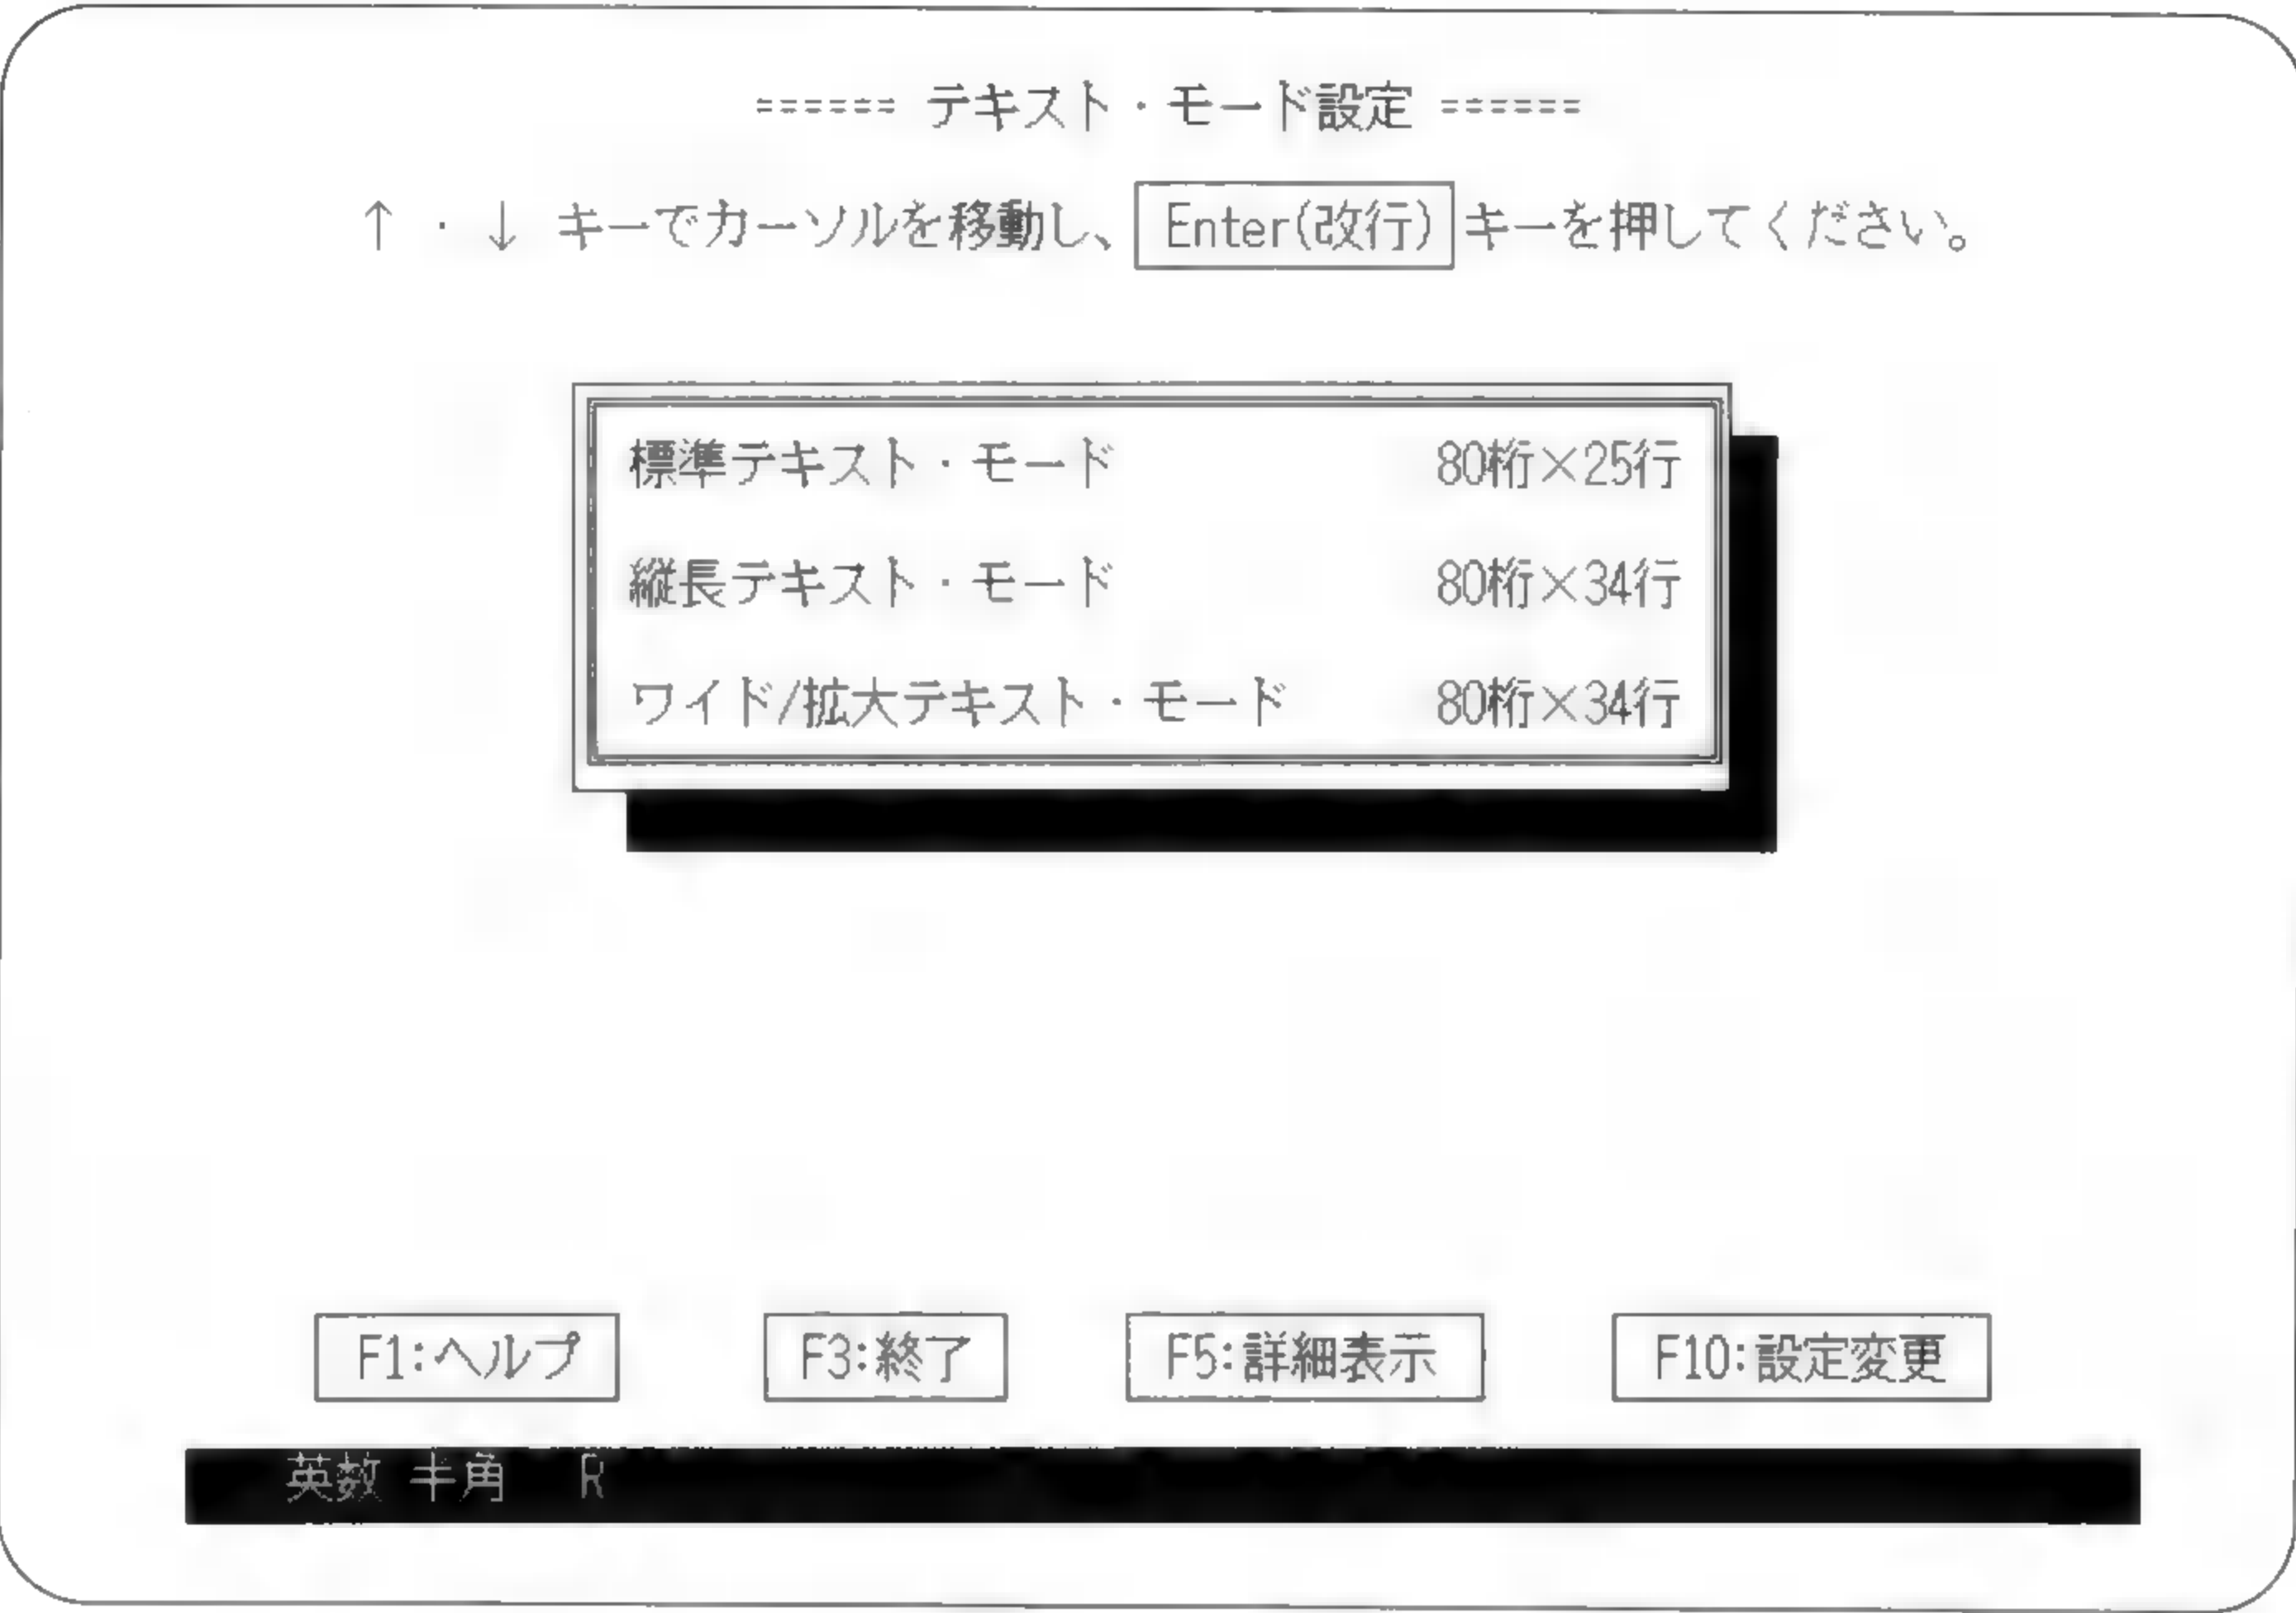 ====== テキスト・モード設定 ======
↑ ・ ↓ キーでカーソルを移動し、 Enter(改行) キーを押してください。
標準テキスト・モード 80桁×25行
縦長テキスト・モード 80桁×34行
ワイド/拡大テキスト・モード 80桁×34行
F1:ヘルプ F3:終了 F5:詳細表示 F10:設定変更
英数 半角 R